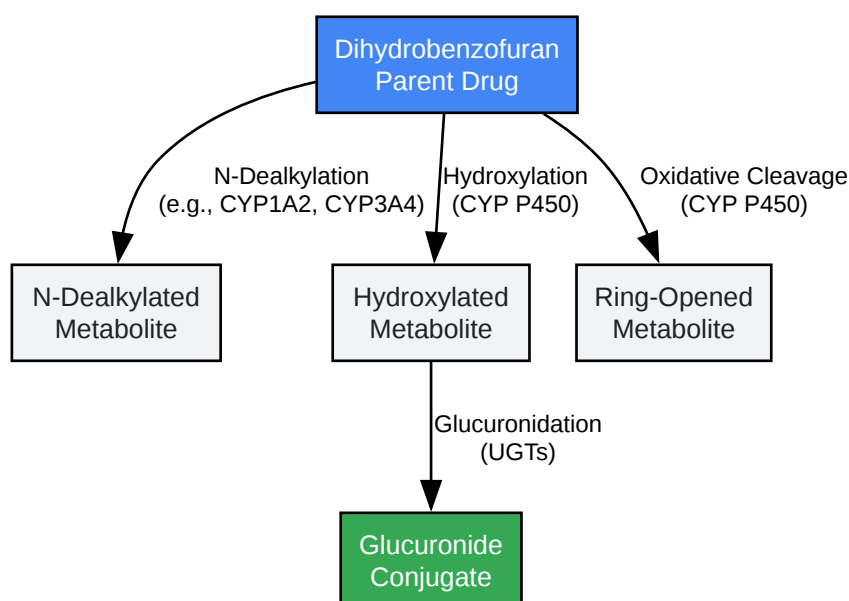 Dihydrobenzofuran
Parent Drug
N-Dealkylation
(e.g., CYP1A2, CYP3A4)
Hydroxylation
(CYP P450)
Oxidative Cleavage
(CYP P450)
N-Dealkylated
Metabolite
Hydroxylated
Metabolite
Ring-Opened
Metabolite
Glucuronidation
(UGTs)
Glucuronide
Conjugate